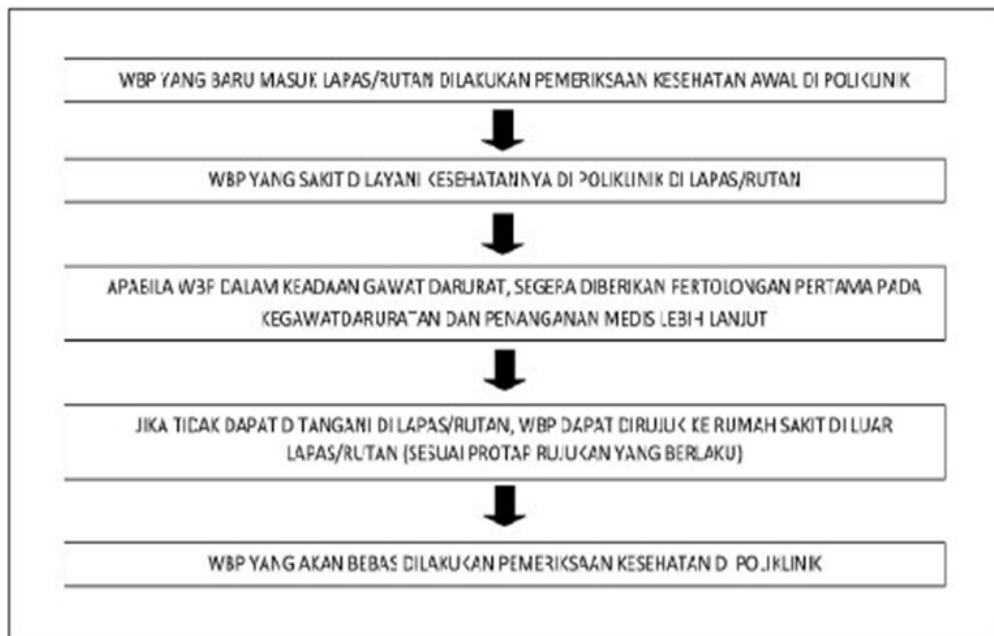 WBP YANG BARU MASUK LAPAS/RUTAN DILAKUKAN PEMERIKSAAN KESEHATAN AWAL DI POLIKLINIK
WBP YANG SAKIT DILAYANI KESEHATANNYA DI POLIKLINIK DI LAPAS/RUTAN
APABILA WBP DALAM KEADAAN GAWAT DARURAT, SEGERA DIBERIKAN PERTOLONGAN PERTAMA PADA
KEGAWATDARURATAN DAN PENANGANAN MEDIS LEBIH LANJUT
JIKA TIDAK DAPAT DITANGANI DI LAPAS/RUTAN, WBP DAPAT DIRUJUK KE RUMAH SAKIT DI LUAR
LAPAS/RUTAN (SESUAI PROTAP RUJUKAN YANG BERLAKU)
WBP YANG AKAN BEBAS DILAKUKAN PEMERIKSAAN KESEHATAN DI POLIKLINIK